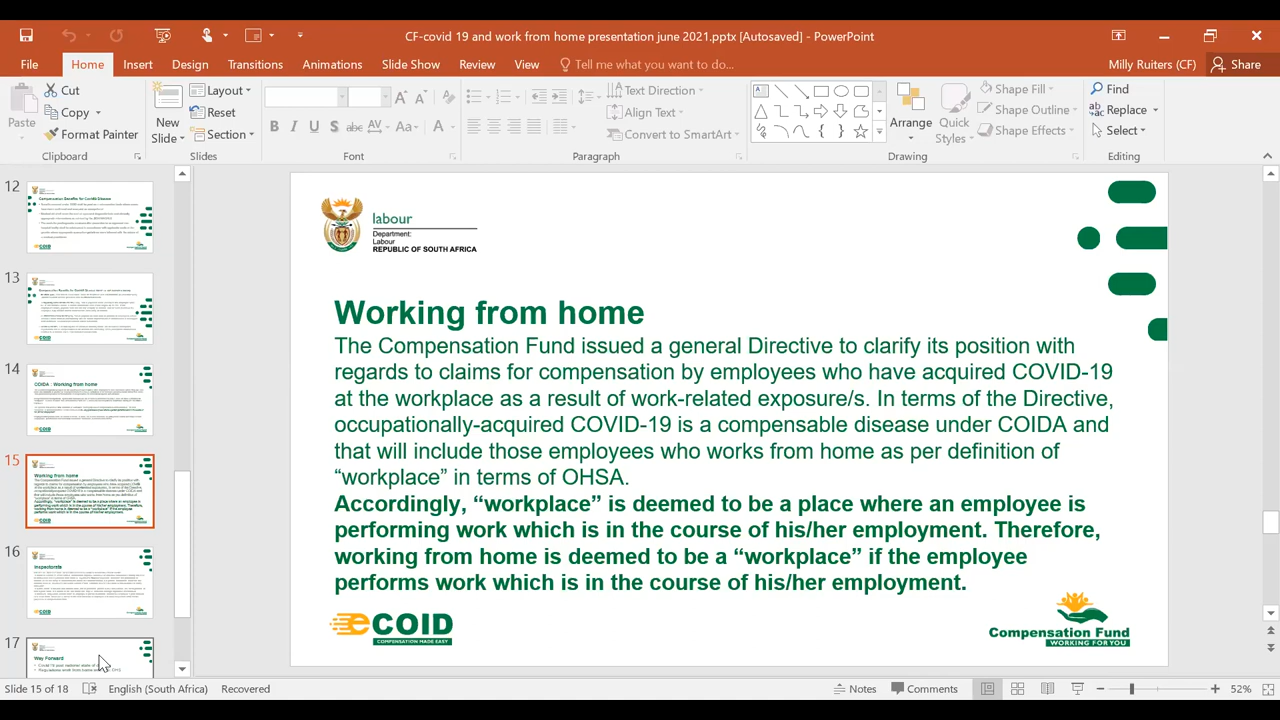 CF-covid 19 and work from home presentation june 2021.pptx [Autosaved] - PowerPoint
File Home Insert Design Transitions Animations Slide Show Review View Tell me what you want to do... Milly Ruiters (CF) Share
Paste
Cut
Copy
Format Painter
Clipboard
New Slide
Layout
Reset
Section
Slides
B I U S abc AV Aa A
Font
Text Direction
Align Text
Convert to SmartArt
Paragraph
Arrange
Quick Styles
Shape Fill
Shape Outline
Shape Effects
Drawing
Find
Replace
Select
Editing
12
Compensation Benefits for CovID Disease
13
14
COIDA : Working from home
15
Working from home
16
Inspectorate
17
Way Forward
labour
Department:
Labour
REPUBLIC OF SOUTH AFRICA
Working from home
The Compensation Fund issued a general Directive to clarify its position with
regards to claims for compensation by employees who have acquired COVID-19
at the workplace as a result of work-related exposure/s. In terms of the Directive,
occupationally-acquired COVID-19 is a compensable disease under COIDA and
that will include those employees who works from home as per definition of
“workplace” in terms of OHSA.
Accordingly, “workplace” is deemed to be a place where an employee is
performing work which is in the course of his/her employment. Therefore,
working from home is deemed to be a “workplace” if the employee
performs work which is in the course of his/her employment.
eCOID
COMPENSATION MADE EASY
Compensation Fund
WORKING FOR YOU
Slide 15 of 18 English (South Africa) Recovered Notes Comments 52%